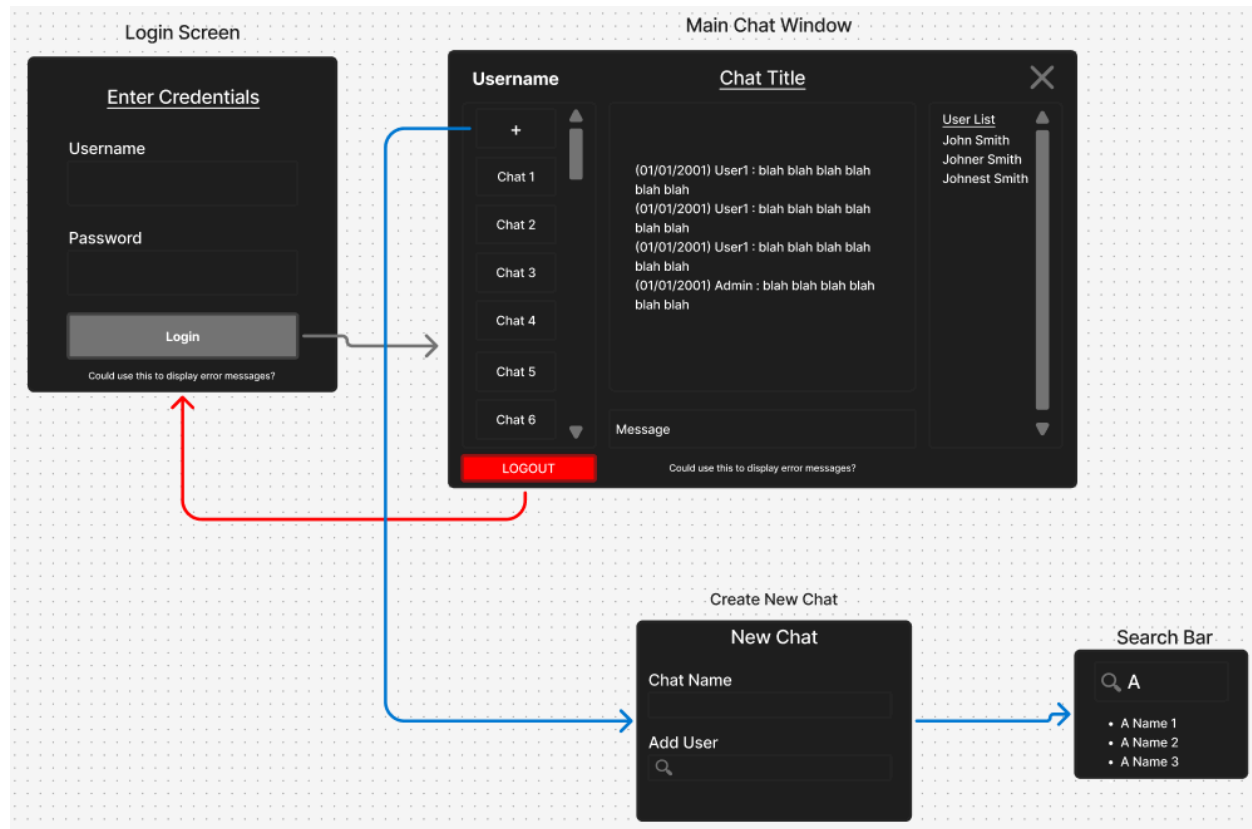 Login Screen
Enter Credentials
Username
Password
Login
Could use this to display error messages?
Main Chat Window
Username
Chat Title
+
Chat 1
Chat 2
Chat 3
Chat 4
Chat 5
Chat 6
LOGOUT
(01/01/2001) User1 : blah blah blah blah
blah blah
(01/01/2001) User1 : blah blah blah blah
blah blah
(01/01/2001) User1 : blah blah blah blah
blah blah
(01/01/2001) Admin : blah blah blah blah
blah blah
Message
Could use this to display error messages?
User List
John Smith
Johner Smith
Johnest Smith
Create New Chat
New Chat
Chat Name
Add User
Search Bar
A
• A Name 1
• A Name 2
• A Name 3